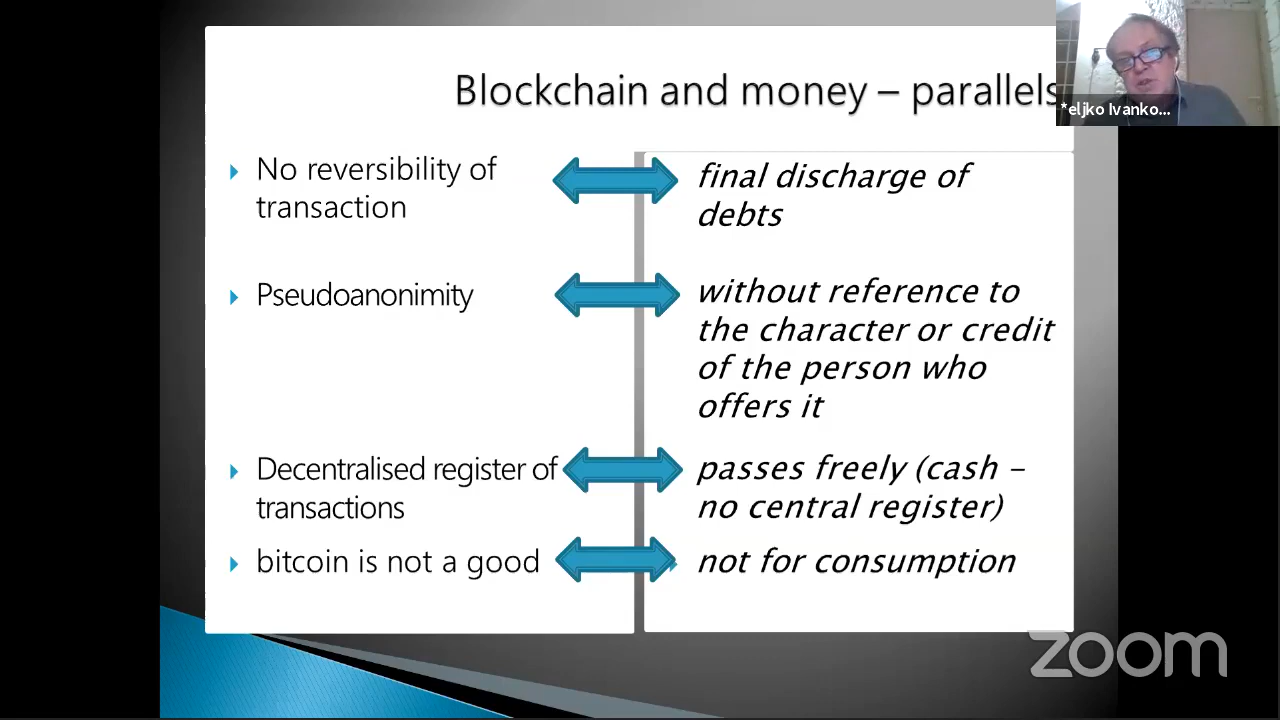 Blockchain and money – parallels
*eljko Ivanko...
No reversibility of
transaction
final discharge of
debts
Pseudoanonimity
without reference to
the character or credit
of the person who
offers it
Decentralised register of
transactions
passes freely (cash –
no central register)
bitcoin is not a good
not for consumption
zoom